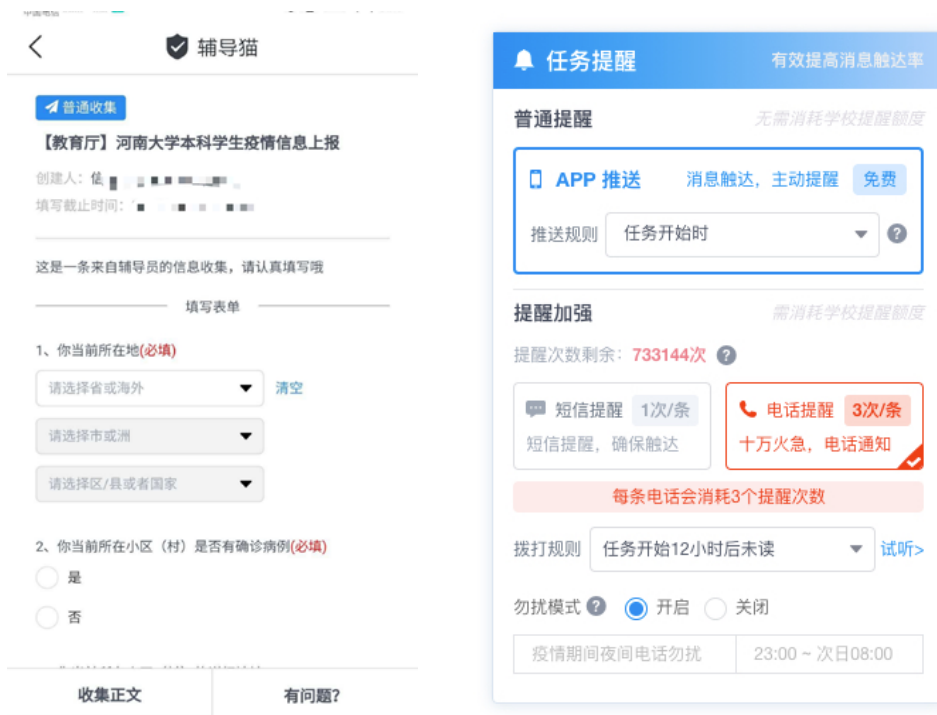 辅导猫
普通收集
【教育厅】河南大学本科学生疫情信息上报
创建人：信
填写截止时间：
这是一条来自辅导员的信息收集，请认真填写哦
填写表单
1、你当前所在地(必填)
请选择省或海外
清空
请选择市或洲
请选择区/县或者国家
2、你当前所在小区（村）是否有确诊病例(必填)
是
否
收集正文
有问题?
任务提醒
有效提高消息触达率
普通提醒
无需消耗学校提醒额度
APP 推送
消息触达，主动提醒
免费
推送规则
任务开始时
?
提醒加强
需消耗学校提醒额度
提醒次数剩余：733144次 ?
短信提醒 1次/条
短信提醒，确保触达
电话提醒 3次/条
十万火急，电话通知
每条电话会消耗3个提醒次数
拨打规则
任务开始12小时后未读
试听>
勿扰模式 ? 开启 关闭
疫情期间夜间电话勿扰
23:00 ~ 次日08:00